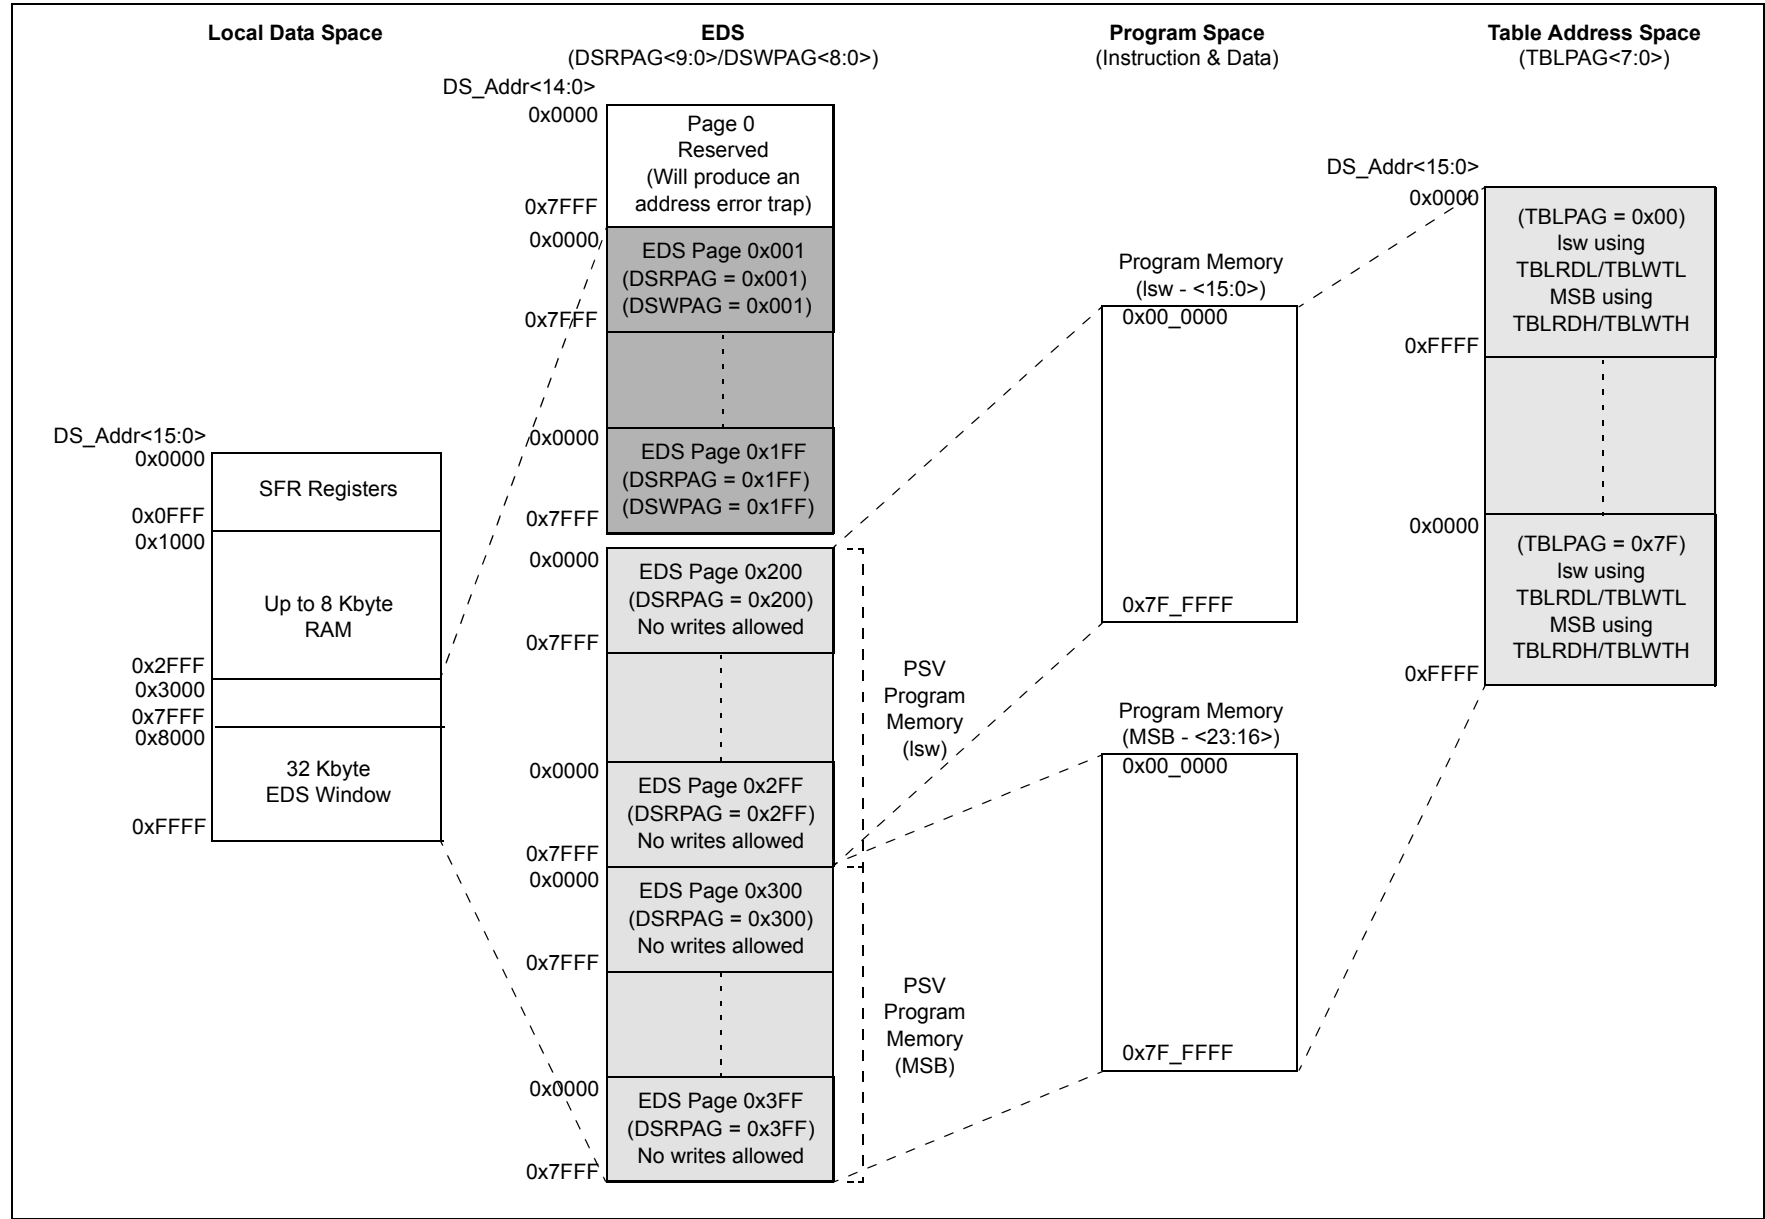 Local Data Space
DS_Addr<15:0>
0x0000
SFR Registers
0x0FFF
0x1000
Up to 8 Kbyte
RAM
0x2FFF
0x3000
0x7FFF
0x8000
32 Kbyte
EDS Window
0xFFFF
EDS
(DSRPAG<9:0>/DSWPAG<8:0>)
DS_Addr<14:0>
0x0000
Page 0
Reserved
(Will produce an
address error trap)
0x7FFF
0x0000
EDS Page 0x001
(DSRPAG = 0x001)
(DSWPAG = 0x001)
0x7FFF
0x0000
EDS Page 0x1FF
(DSRPAG = 0x1FF)
(DSWPAG = 0x1FF)
0x7FFF
0x0000
EDS Page 0x200
(DSRPAG = 0x200)
No writes allowed
0x7FFF
PSV
Program
Memory
(lsw)
0x0000
EDS Page 0x2FF
(DSRPAG = 0x2FF)
No writes allowed
0x7FFF
0x0000
EDS Page 0x300
(DSRPAG = 0x300)
No writes allowed
0x7FFF
PSV
Program
Memory
(MSB)
0x0000
EDS Page 0x3FF
(DSRPAG = 0x3FF)
No writes allowed
0x7FFF
Program Space
(Instruction & Data)
Program Memory
(lsw - <15:0>)
0x00_0000
0x7F_FFFF
Program Memory
(MSB - <23:16>)
0x00_0000
0x7F_FFFF
Table Address Space
(TBLPAG<7:0>)
DS_Addr<15:0>
0x0000
(TBLPAG = 0x00)
lsw using
TBLRDL/TBLWTL
MSB using
TBLRDH/TBLWTH
0xFFFF
0x0000
(TBLPAG = 0x7F)
lsw using
TBLRDL/TBLWTL
MSB using
TBLRDH/TBLWTH
0xFFFF